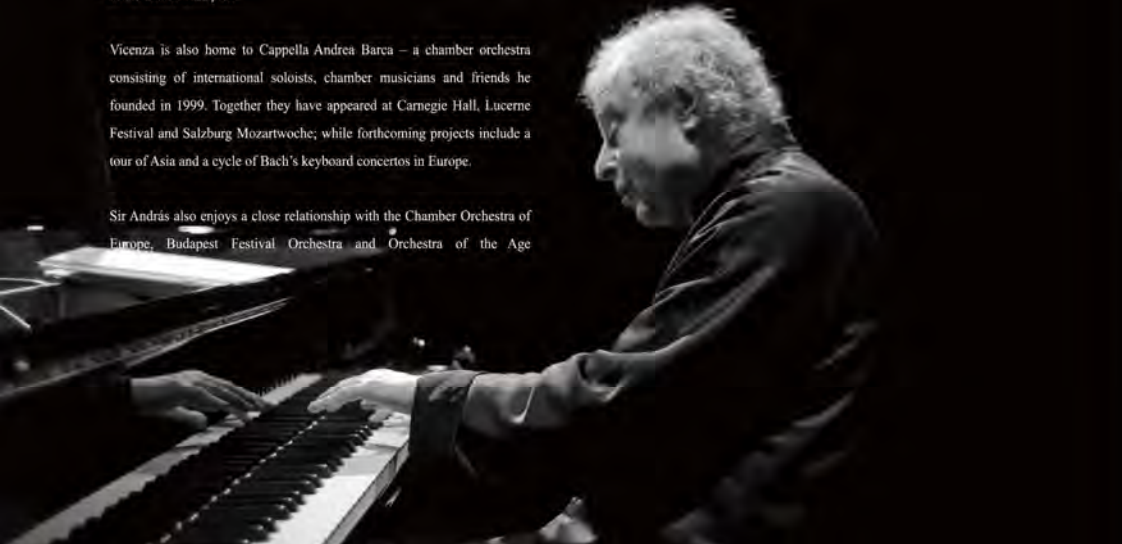 Vicenza is also home to Cappella Andrea Barca – a chamber orchestra
consisting of international soloists, chamber musicians and friends he
founded in 1999. Together they have appeared at Carnegie Hall, Lucerne
Festival and Salzburg Mozartwoche; while forthcoming projects include a
tour of Asia and a cycle of Bach's keyboard concertos in Europe.
Sir András also enjoys a close relationship with the Chamber Orchestra of
Europe, Budapest Festival Orchestra and Orchestra of the Age